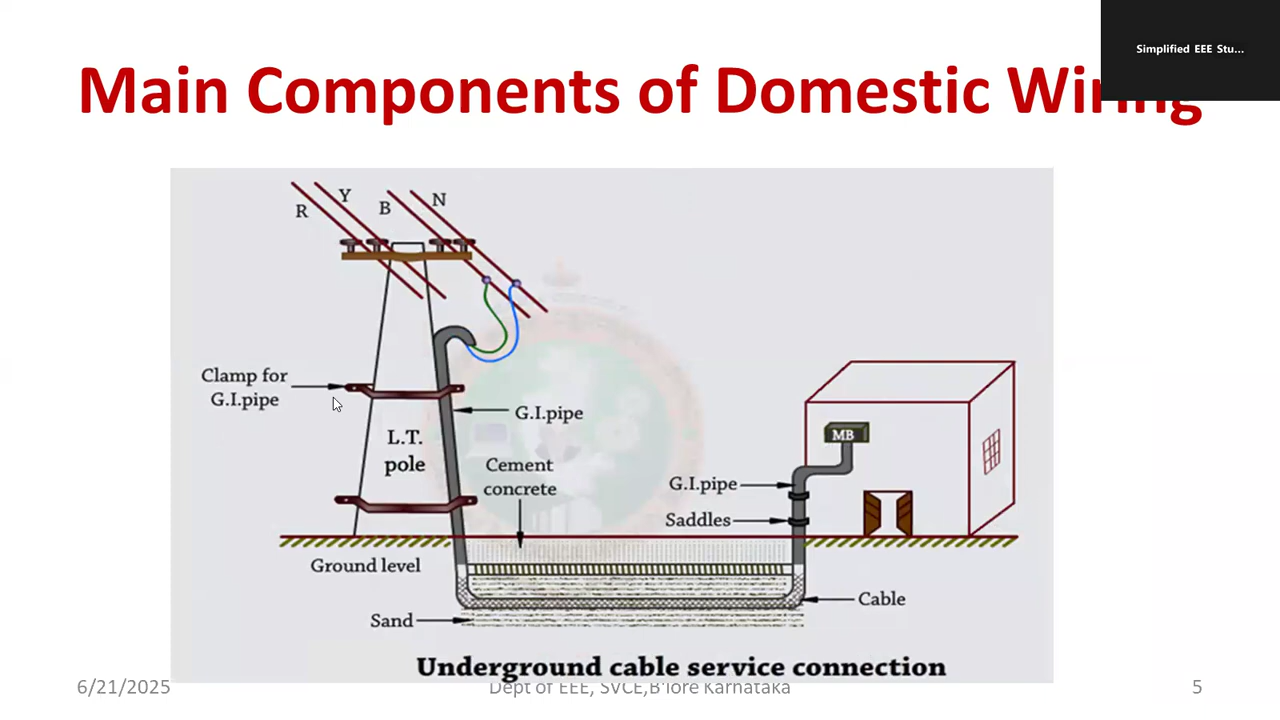 Simplified EEE Stu...
Main Components of Domestic Wiring
R
Y
B
N
Clamp for
G.I.pipe
G.I.pipe
L.T.
pole
Cement
concrete
MB
G.I.pipe
Saddles
Ground level
Cable
Sand
Underground cable service connection
6/21/2025
Dept of EEE, SVCE,B'lore Karnataka
5